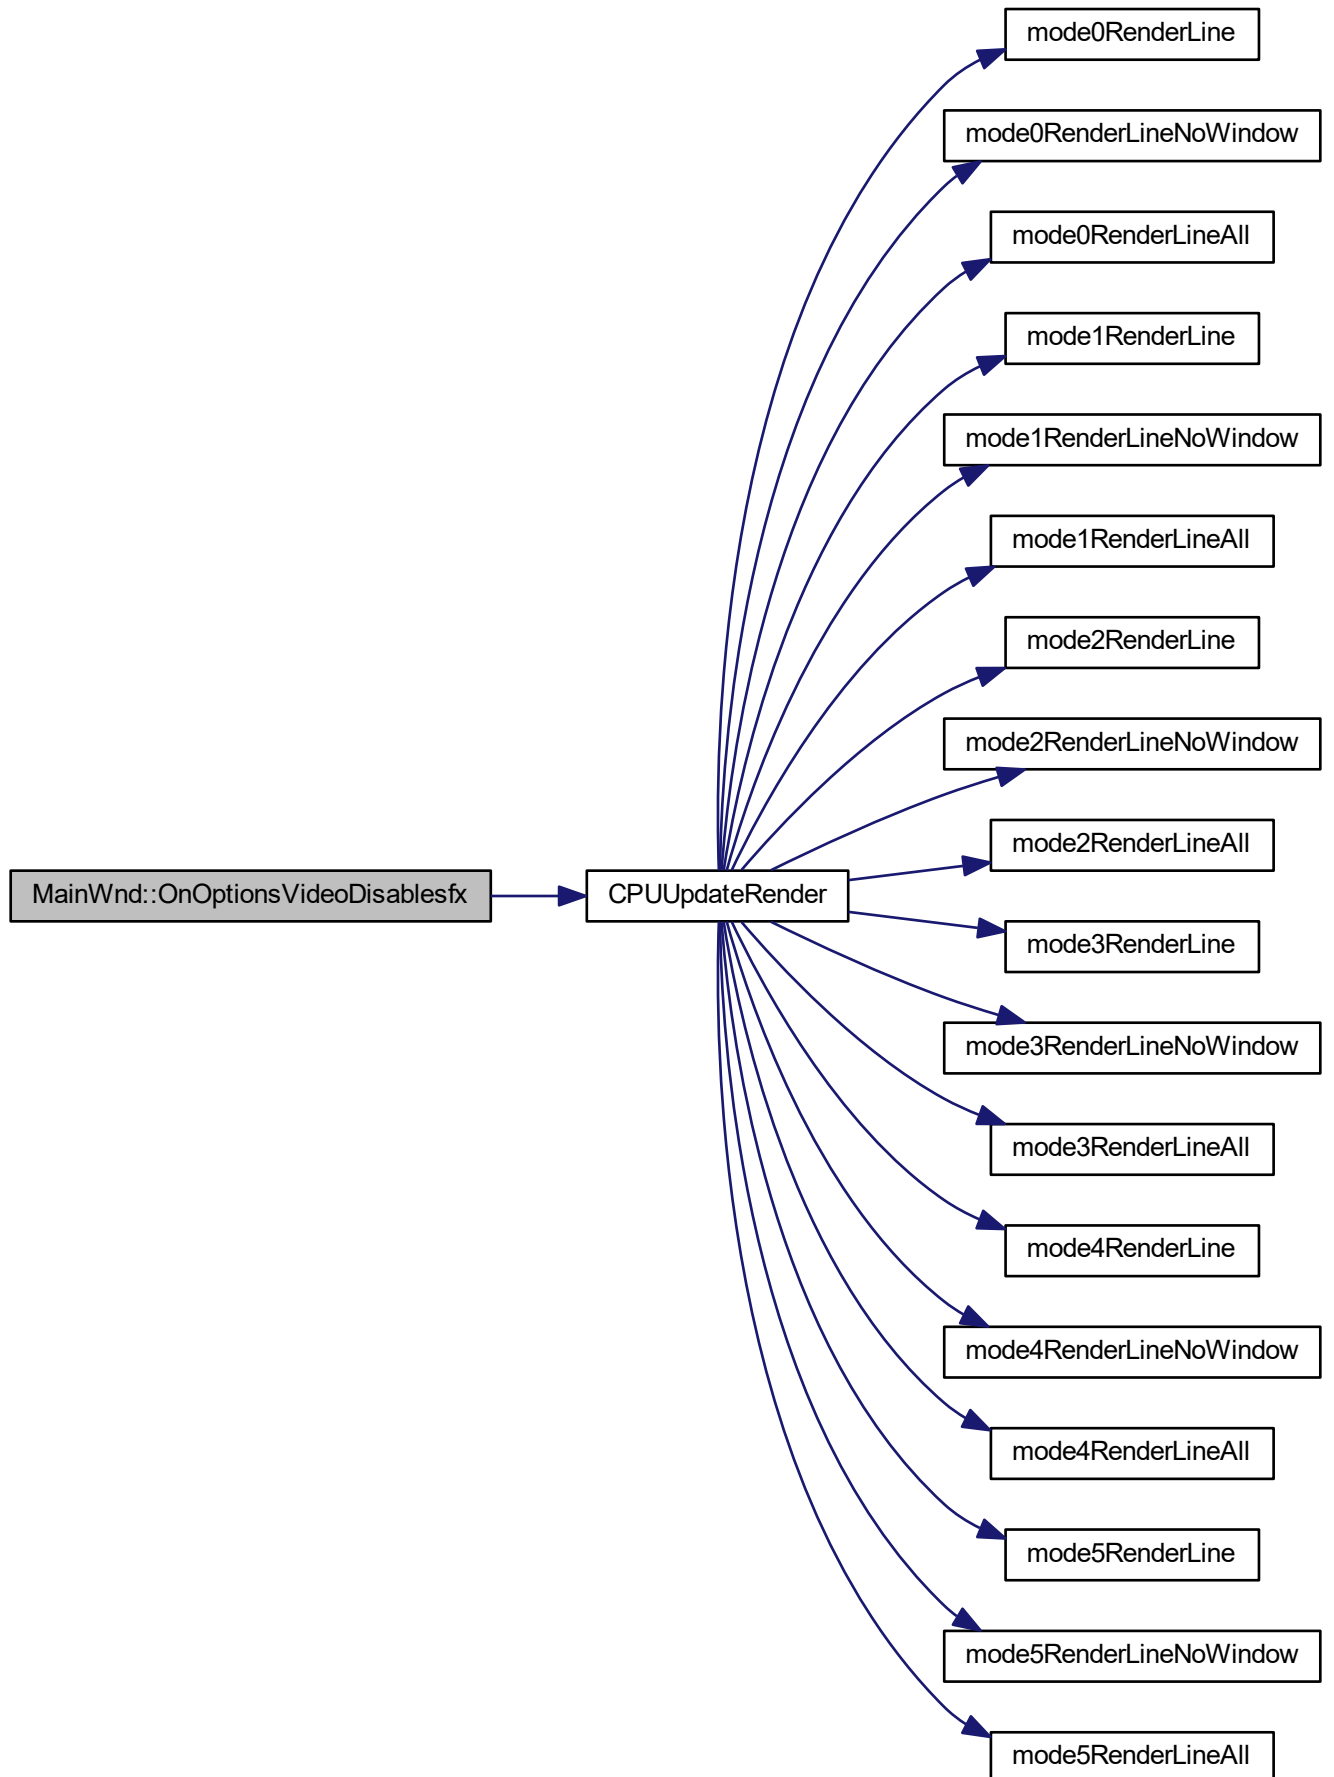 mode0RenderLine
mode0RenderLineNoWindow
mode0RenderLineAll
mode1RenderLine
mode1RenderLineNoWindow
mode1RenderLineAll
mode2RenderLine
mode2RenderLineNoWindow
mode2RenderLineAll
MainWnd::OnOptionsVideoDisablesfx
CPUUpdateRender
mode3RenderLine
mode3RenderLineNoWindow
mode3RenderLineAll
mode4RenderLine
mode4RenderLineNoWindow
mode4RenderLineAll
mode5RenderLine
mode5RenderLineNoWindow
mode5RenderLineAll